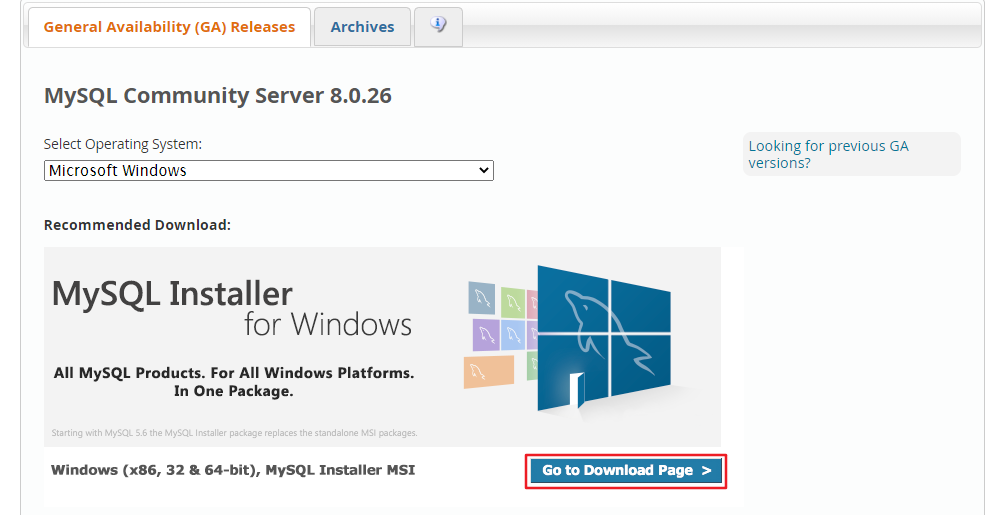 General Availability (GA) Releases
Archives
MySQL Community Server 8.0.26
Select Operating System:
Microsoft Windows
Looking for previous GA
versions?
Recommended Download:
MySQL Installer
for Windows
All MySQL Products. For All Windows Platforms.
In One Package.
Starting with MySQL 5.6 the MySQL Installer package replaces the standalone MSI packages.
Windows (x86, 32 & 64-bit), MySQL Installer MSI
Go to Download Page >